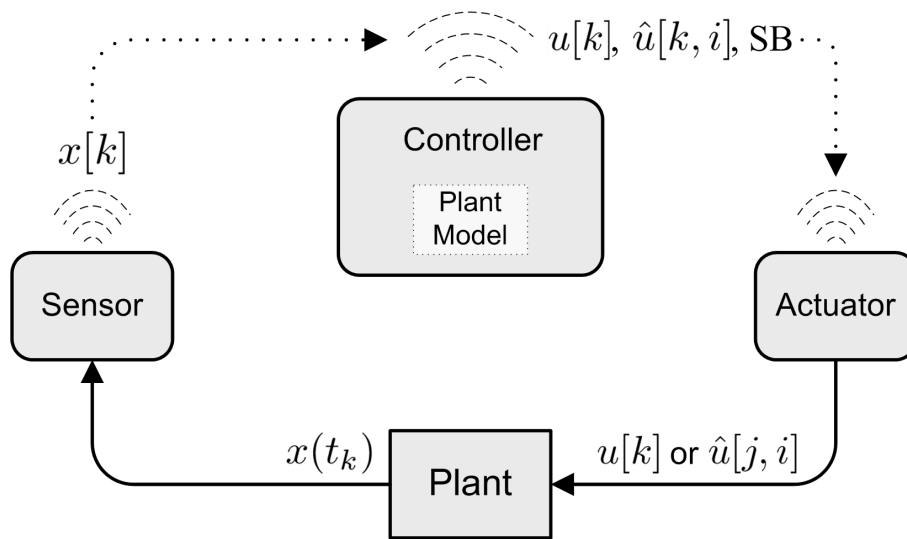 u[k], û[k, i], SB
x[k]
Controller
Plant
Model
Sensor
Actuator
x(t_k)
u[k] or û[j, i]
Plant